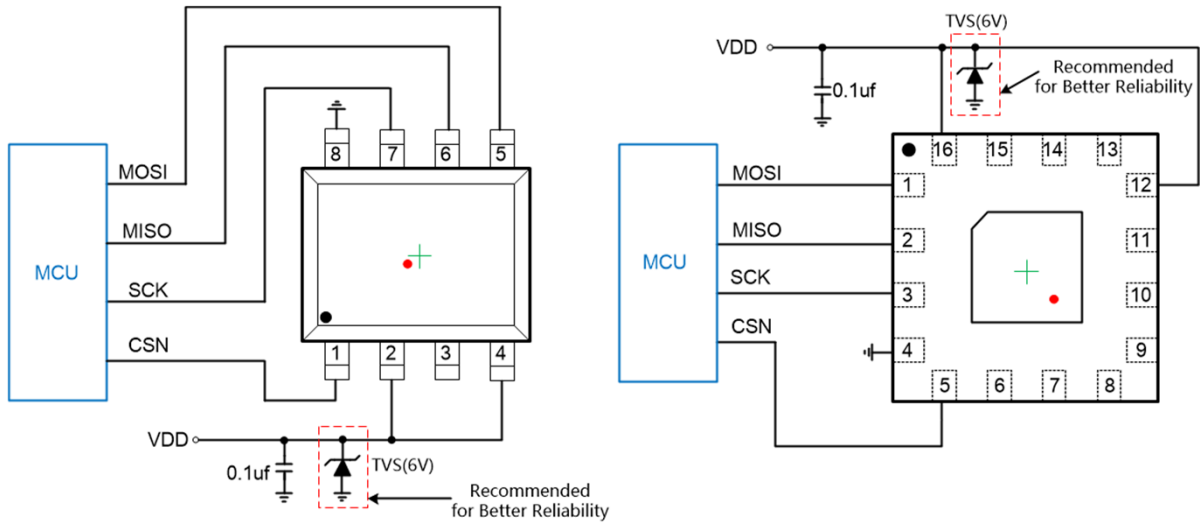 MCU
MOSI
MISO
SCK
CSN
8
7
6
5
1
2
3
4
VDD
0.1uf
TVS(6V)
Recommended
for Better Reliability
TVS(6V)
VDD
0.1uf
Recommended
for Better Reliability
MCU
MOSI
MISO
SCK
CSN
16
15
14
13
1
12
2
11
3
10
4
9
5
6
7
8